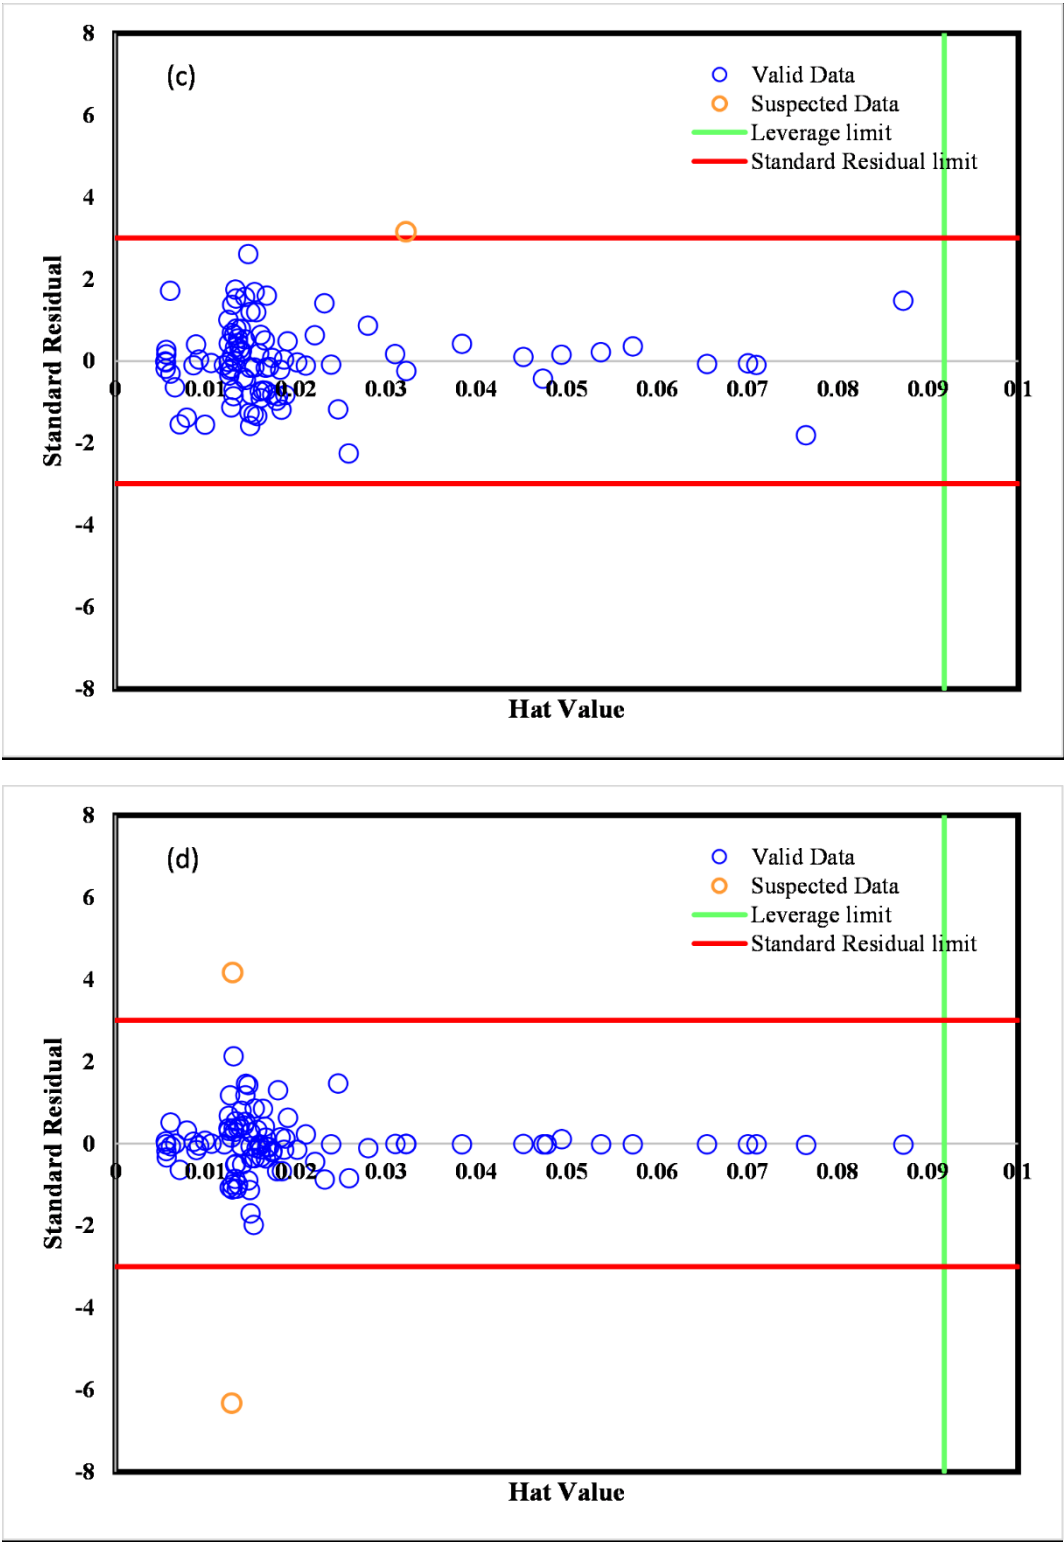 8
(c)
Valid Data
6
Suspected Data
Leverage limit
Standard Residual limit
4
2
Standard Residual
0
0 0.01 0.02 0.03 0.04 0.05 0.06 0.07 0.08 0.09 01
-2
-4
-6
-8
Hat Value
8
(d)
Valid Data
6
Suspected Data
Leverage limit
Standard Residual limit
4
2
Standard Residual
0
0 0.01 0.02 0.03 0.04 0.05 0.06 0.07 0.08 0.09 01
-2
-4
-6
-8
Hat Value